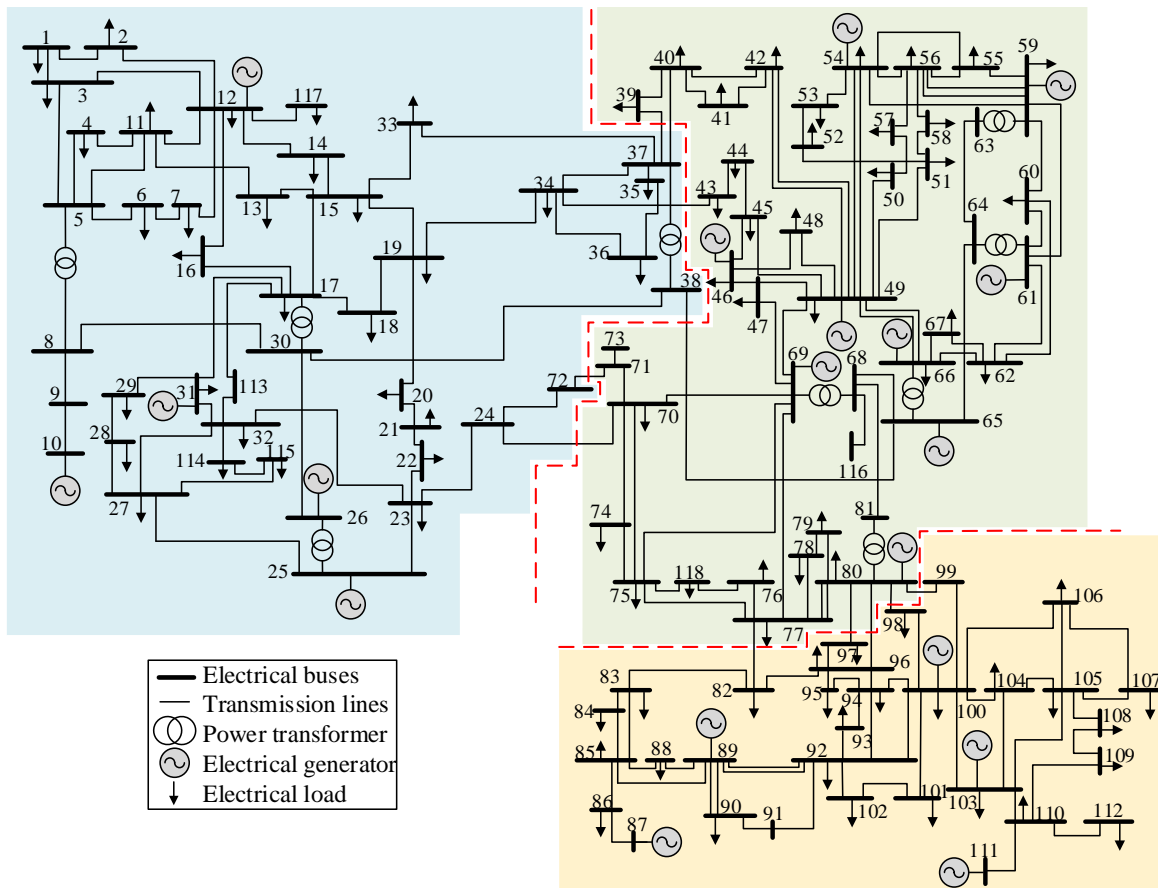 1 2 117 33
3 12
4 11 14
37
34 35
5 6 7 13 15
19 36
16
17 18 38
8 30
29 31 113 20 72
9
28 32 21 24
10 114 115 22
27 26 23
25
40 42 54 56 55 59
39 41 53
52 57 58 63
44 51 60
43 45 50
48 64
46 49 61
47 67
73 69 68 66 62
71
70 65
116
74 79 81
78
75 118 76 80
77
99
98 106
97
83 82 96
84 95 94 100 104 105 107
93 108
85 88 89 92
109
86 90 91 102 101 103 110 112
87 111
Electrical buses
Transmission lines
Power transformer
Electrical generator
Electrical load